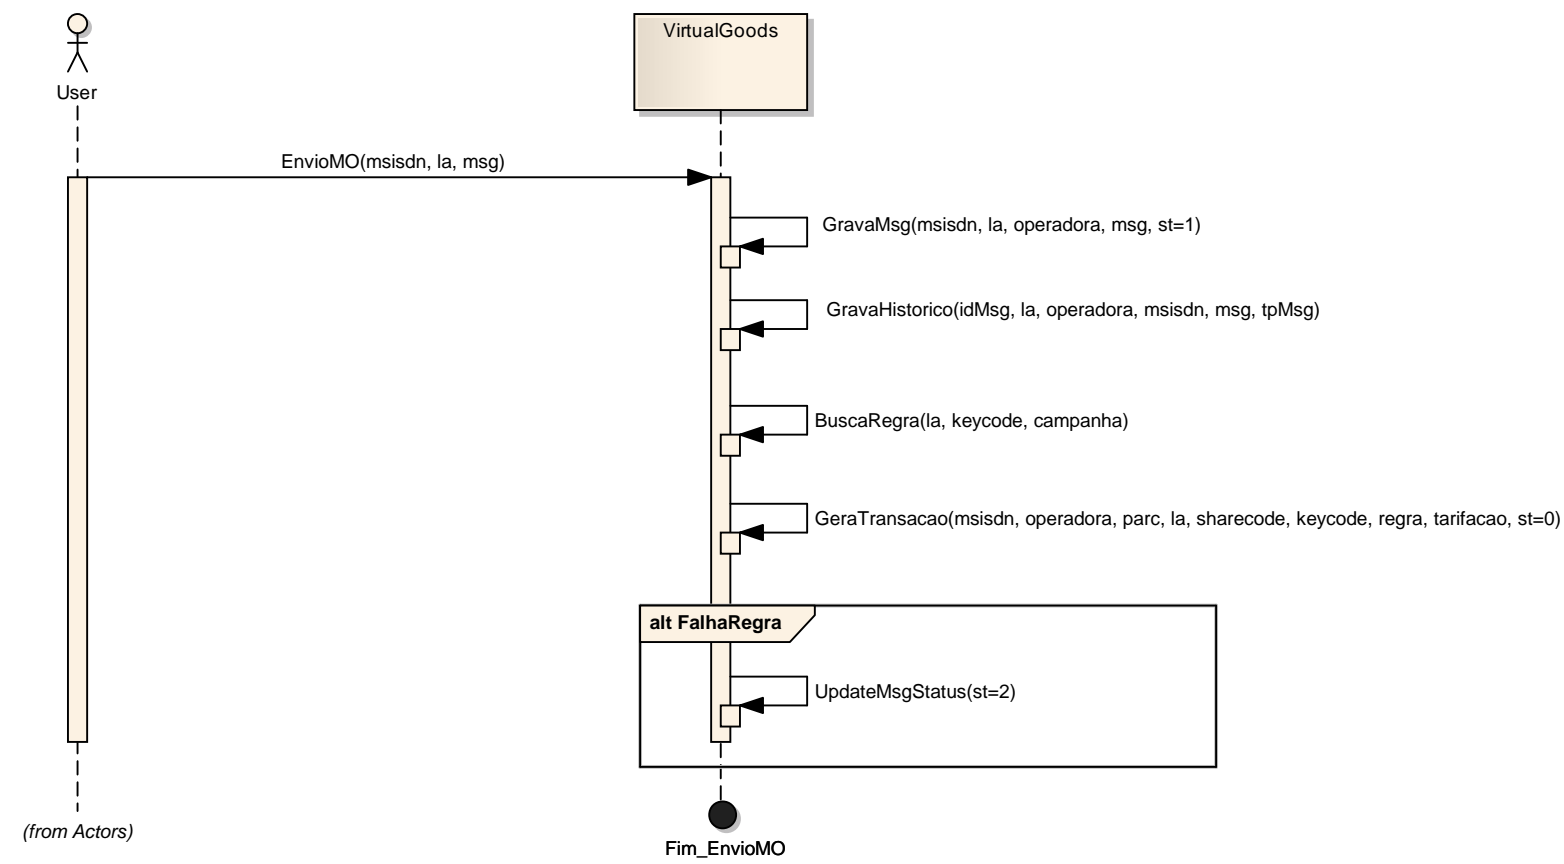 VirtualGoods
User
EnvioMO(msisdn, la, msg)
GravaMsg(msisdn, la, operadora, msg, st=1)
GravaHistorico(idMsg, la, operadora, msisdn, msg, tpMsg)
BuscaRegra(la, keycode, campanha)
GeraTransacao(msisdn, operadora, parc, la, sharecode, keycode, regra, tarifacao, st=0)
alt FalhaRegra
UpdateMsgStatus(st=2)
(from Actors)
Fim_EnvioMO